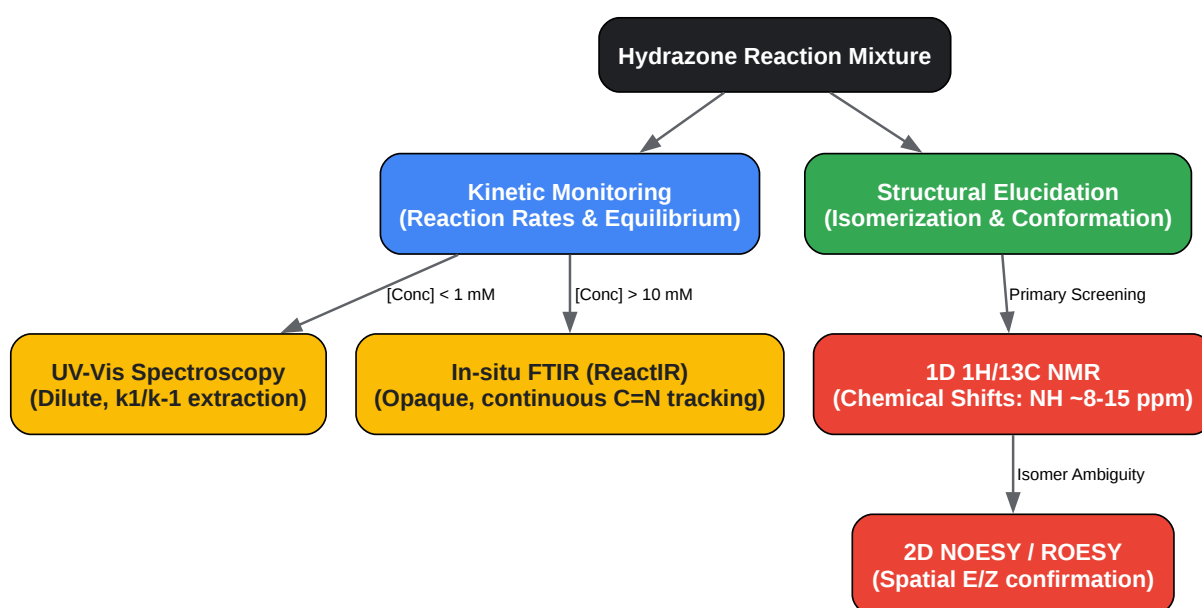 Hydrazone Reaction Mixture
Kinetic Monitoring
(Reaction Rates & Equilibrium)
Structural Elucidation
(Isomerization & Conformation)
[Conc] < 1 mM
[Conc] > 10 mM
Primary Screening
UV-Vis Spectroscopy
(Dilute, k1/k-1 extraction)
In-situ FTIR (ReactIR)
(Opaque, continuous C=N tracking)
1D 1H/13C NMR
(Chemical Shifts: NH ~8-15 ppm)
Isomer Ambiguity
2D NOESY / ROESY
(Spatial E/Z confirmation)